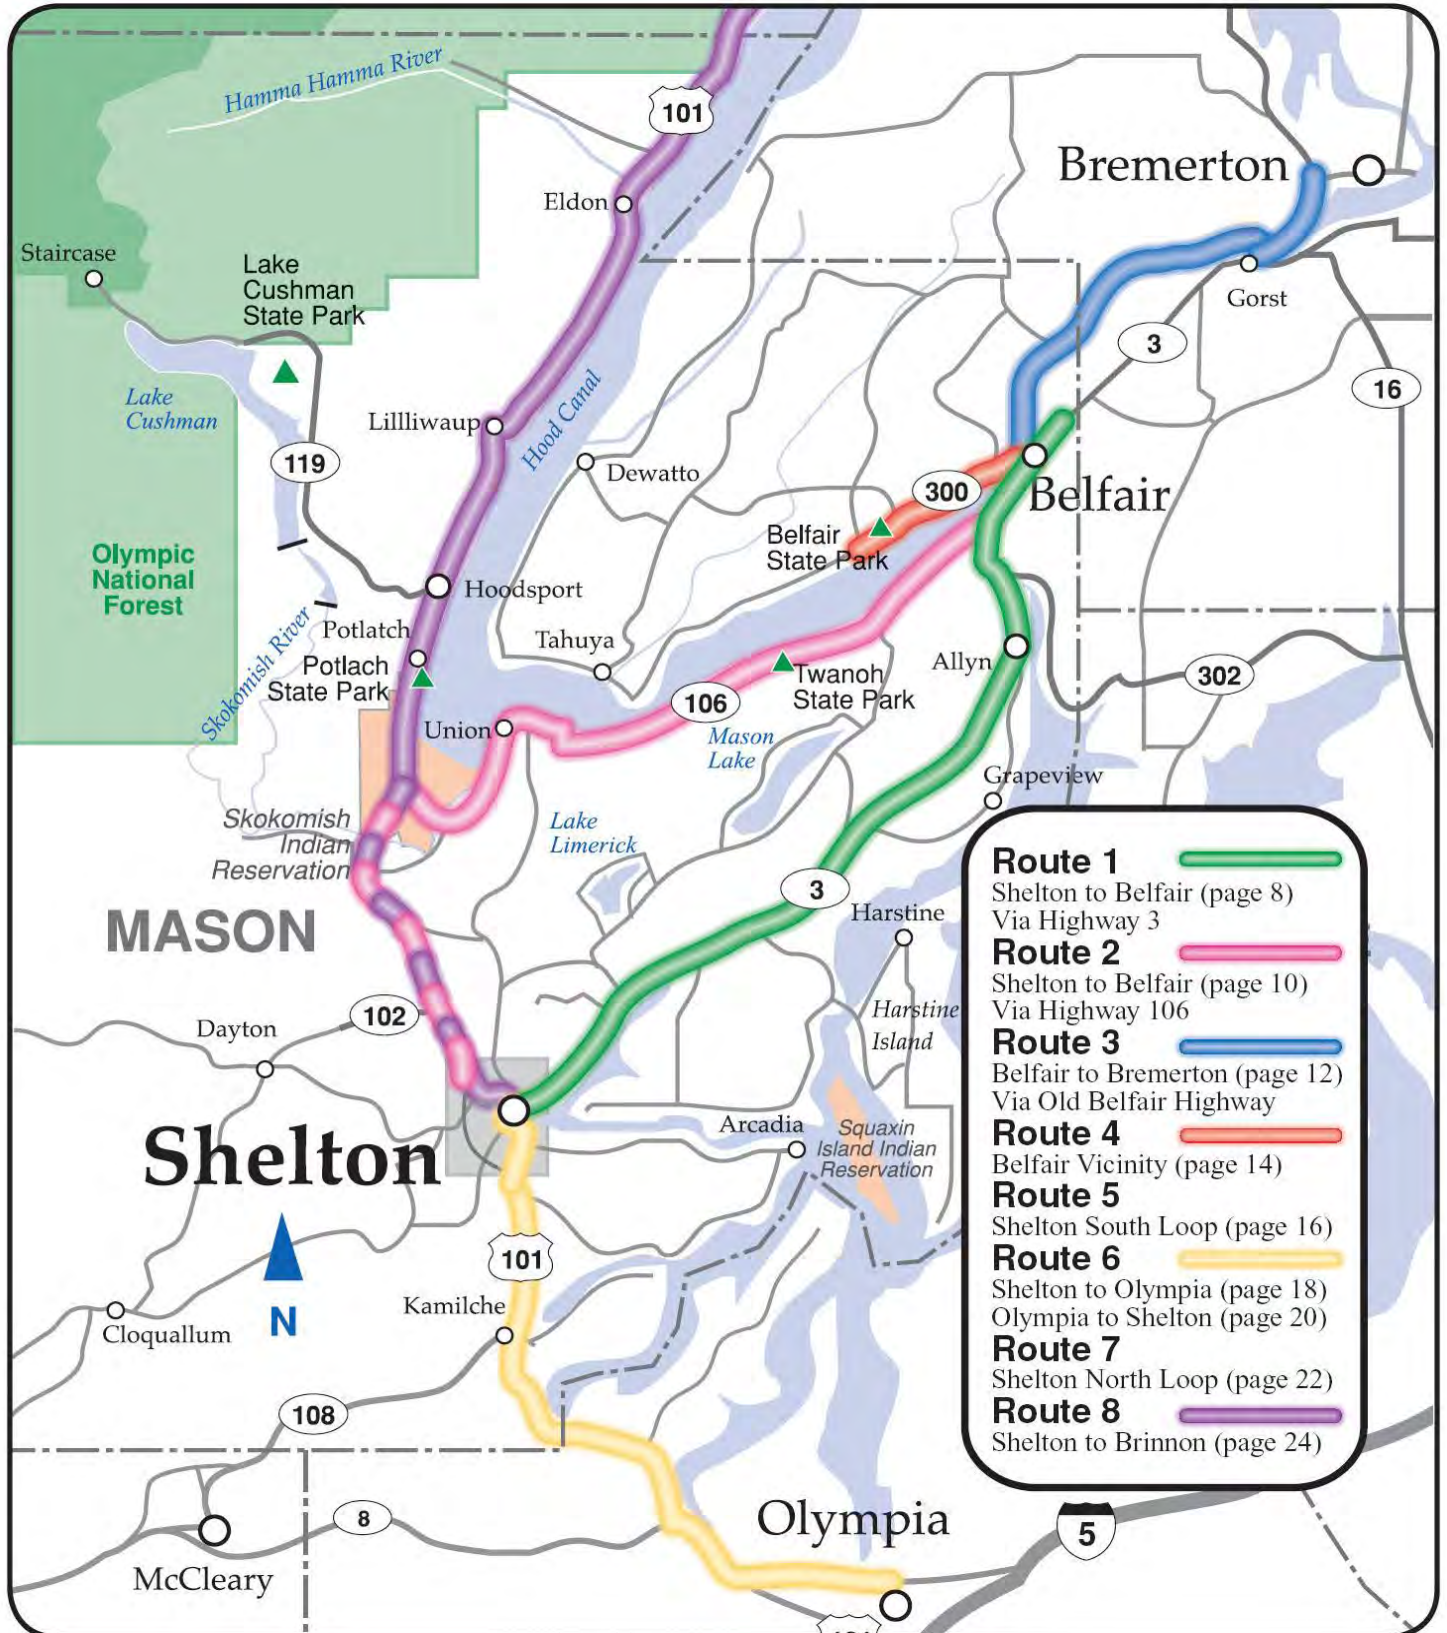 Hamma Hamma River
101
Bremerton
Eldon
Staircase
Lake
Cushman
State Park
Gorst
3
16
Lake
Cushman
Lillliwaup
Hood Canal
119
Dewatto
300
Belfair
Belfair
State Park
Olympic
National
Forest
Hoodsport
Skokomish River
Potlatch
Tahuya
Potlach
State Park
Allyn
302
Twanoh
State Park
106
Union
Mason
Lake
Grapeview
Skokomish
Indian
Reservation
Lake
Limerick
3
Harstine
MASON
Harstine
Island
102
Dayton
Arcadia
Squaxin
Island Indian
Reservation
Shelton
101
N
Kamilche
Cloquallum
108
8
McCleary
Olympia
5
Route 1
Shelton to Belfair (page 8)
Via Highway 3
Route 2
Shelton to Belfair (page 10)
Via Highway 106
Route 3
Belfair to Bremerton (page 12)
Via Old Belfair Highway
Route 4
Belfair Vicinity (page 14)
Route 5
Shelton South Loop (page 16)
Route 6
Shelton to Olympia (page 18)
Olympia to Shelton (page 20)
Route 7
Shelton North Loop (page 22)
Route 8
Shelton to Brinnon (page 24)